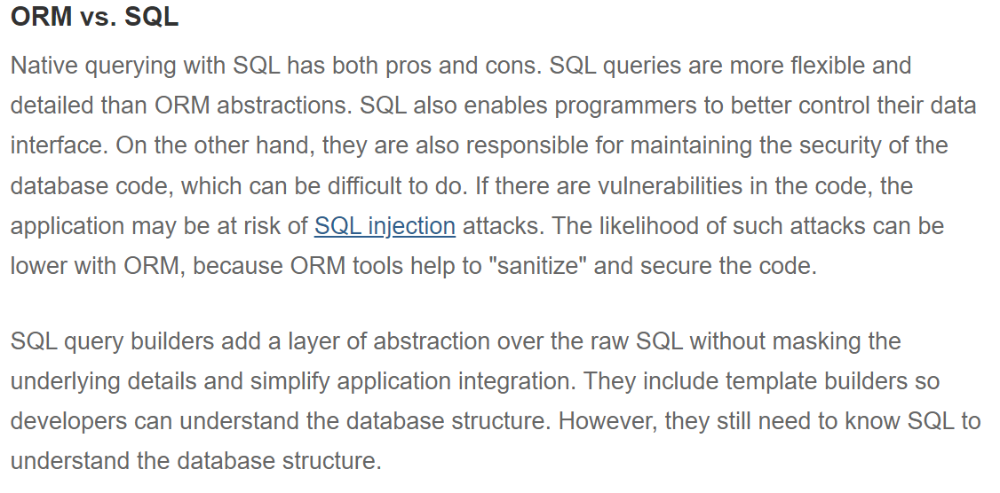 ORM vs. SQL
Native querying with SQL has both pros and cons. SQL queries are more flexible and
detailed than ORM abstractions. SQL also enables programmers to better control their data
interface. On the other hand, they are also responsible for maintaining the security of the
database code, which can be difficult to do. If there are vulnerabilities in the code, the
application may be at risk of SQL injection attacks. The likelihood of such attacks can be
lower with ORM, because ORM tools help to "sanitize" and secure the code.
SQL query builders add a layer of abstraction over the raw SQL without masking the
underlying details and simplify application integration. They include template builders so
developers can understand the database structure. However, they still need to know SQL to
understand the database structure.